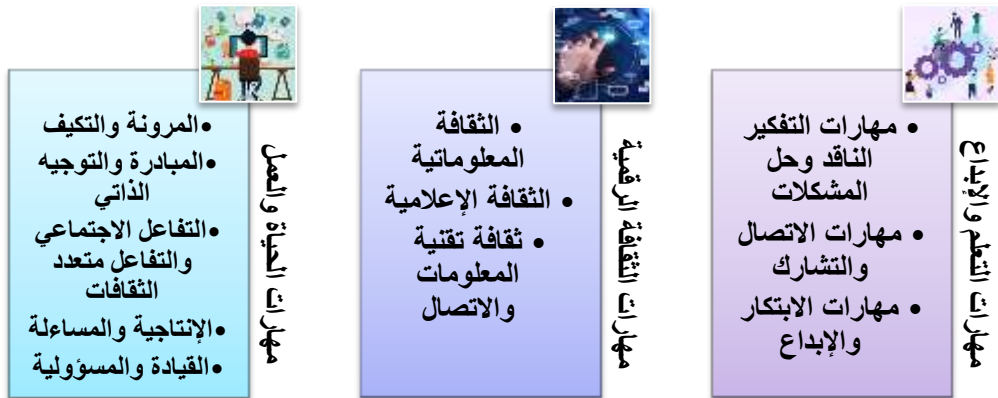 مهارات التعلم والإبداع
• مهارات التفكير
الناقد وحل
المشكلات
• مهارات الاتصال
والتشارك
• مهارات الابتكار
والإبداع
مهارات الثقافة الرقمية
• الثقافة
المعلوماتية
• الثقافة الإعلامية
• ثقافة تقنية
المعلومات
والاتصال
مهارات الحياة والعمل
•المرونة والتكيف
•المبادرة والتوجيه
الذاتي
•التفاعل الاجتماعي
والتفاعل متعدد
الثقافات
•الإنتاجية والمساءلة
•القيادة والمسؤولية